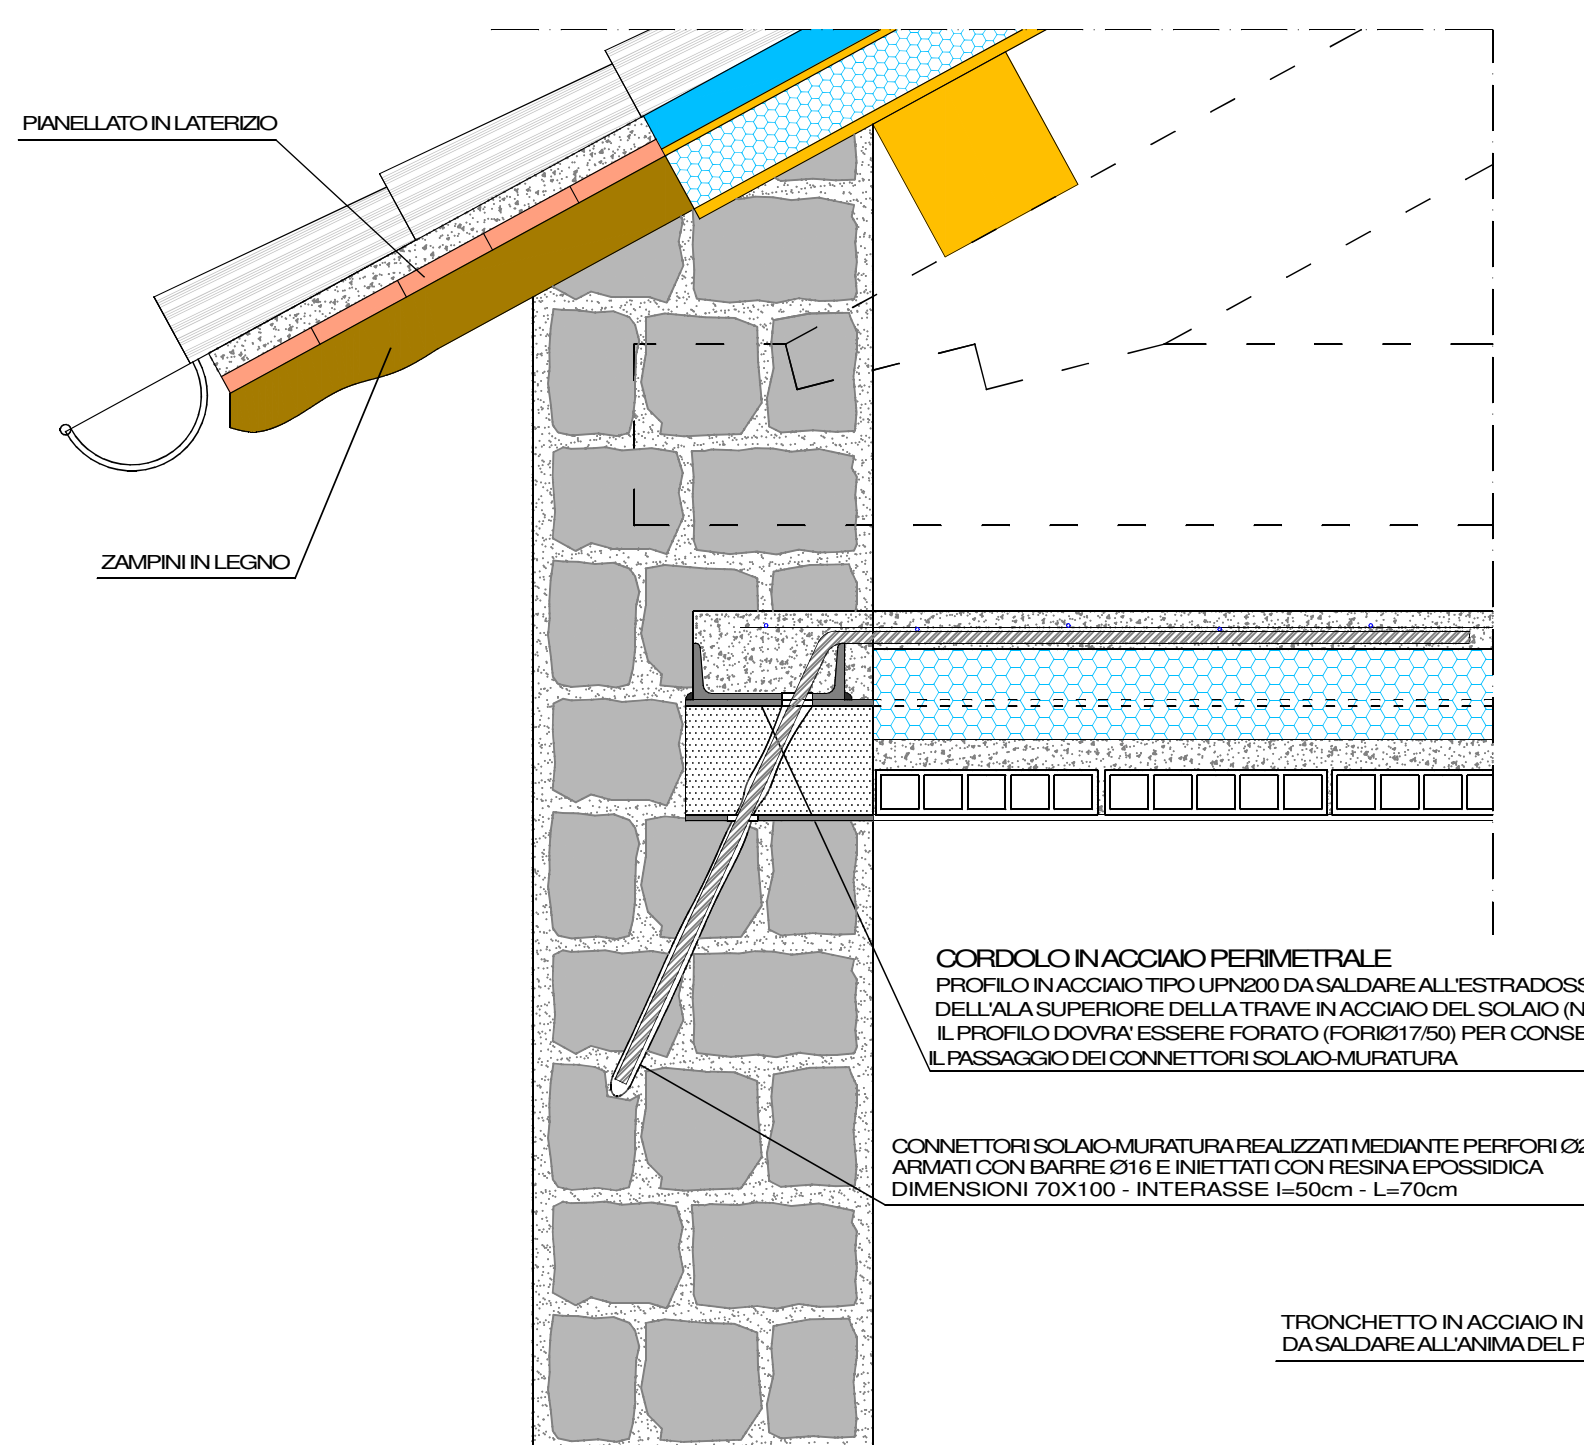 PIANELLATO IN LATERIZIO
ZAMPINI IN LEGNO
CORDOLO IN ACCIAIO PERIMETRALE
PROFILO IN ACCIAIO TIPO UPN200 DA SALDARE ALL'ESTRADOSS
DELL'ALA SUPERIORE DELLA TRAVE IN ACCIAIO DEL SOLAIO (N
IL PROFILO DOVRA' ESSERE FORATO (FORIØ17/50) PER CONSE
IL PASSAGGIO DEI CONNETTORI SOLAIO-MURATURA
CONNETTORI SOLAIO-MURATURA REALIZZATI MEDIANTE PERFORI Ø2
ARMATI CON BARRE Ø16 E INIETTATI CON RESINA EPOSSIDICA
DIMENSIONI 70X100 - INTERASSE I=50cm - L=70cm
TRONCHETTO IN ACCIAIO IN
DA SALDARE ALL'ANIMA DEL P